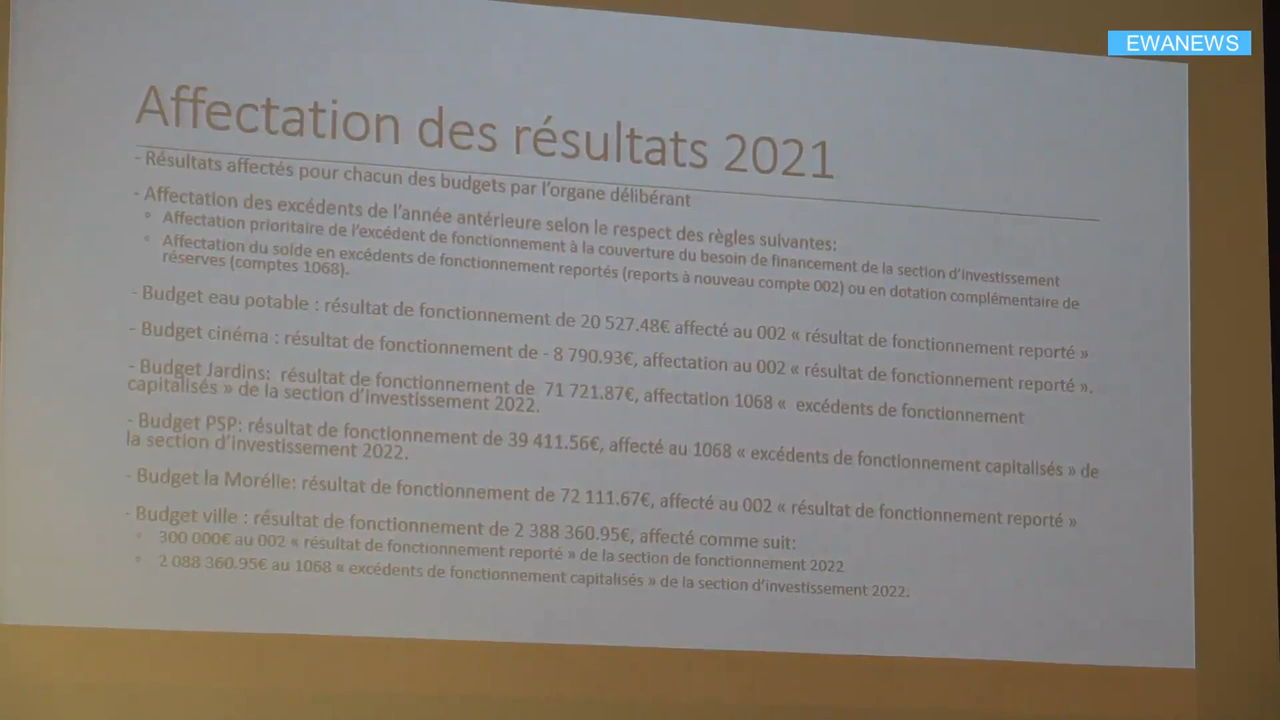 EWANEWS
Affectation des résultats 2021
- Résultats affectés pour chacun des budgets par l'organe délibérant
- Affectation des excédents de l'année antérieure selon le respect des règles suivantes:
° Affectation prioritaire de l'excédent de fonctionnement à la couverture du besoin de financement de la section d'investissement
° Affectation du solde en excédents de fonctionnement reportés (reports à nouveau compte 002) ou en dotation complémentaire de
réserves (comptes 1068).
- Budget eau potable : résultat de fonctionnement de 20 527.48€ affecté au 002 « résultat de fonctionnement reporté »
- Budget cinéma : résultat de fonctionnement de - 8 790.93€, affectation au 002 « résultat de fonctionnement reporté ».
- Budget Jardins: résultat de fonctionnement de 71 721.87€, affectation 1068 « excédents de fonctionnement
capitalisés » de la section d'investissement 2022.
- Budget PSP: résultat de fonctionnement de 39 411.56€, affecté au 1068 « excédents de fonctionnement capitalisés » de
la section d'investissement 2022.
- Budget la Morélie: résultat de fonctionnement de 72 111.67€, affecté au 002 « résultat de fonctionnement reporté »
- Budget ville : résultat de fonctionnement de 2 388 360.95€, affecté comme suit:
° 300 000€ au 002 « résultat de fonctionnement reporté » de la section de fonctionnement 2022
° 2 088 360.95€ au 1068 « excédents de fonctionnement capitalisés » de la section d'investissement 2022.